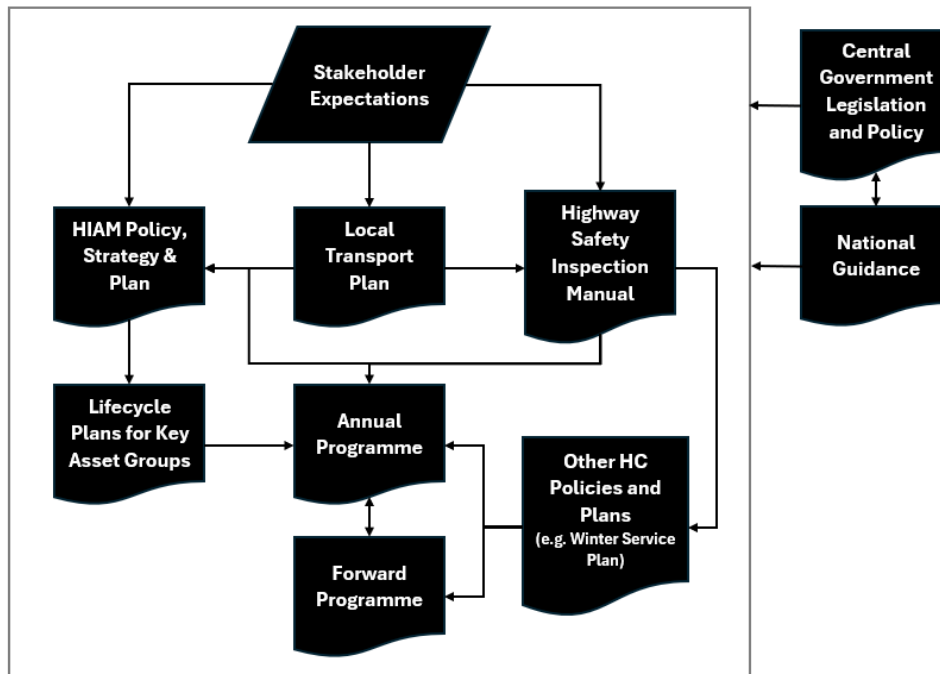 Stakeholder
Expectations
Central
Government
Legislation
and Policy
HIAM Policy,
Strategy &
Plan
Local
Transport
Plan
Highway
Safety
Inspection
Manual
National
Guidance
Lifecycle
Plans for Key
Asset Groups
Annual
Programme
Other HC
Policies and
Plans
(e.g. Winter Service
Plan)
Forward
Programme